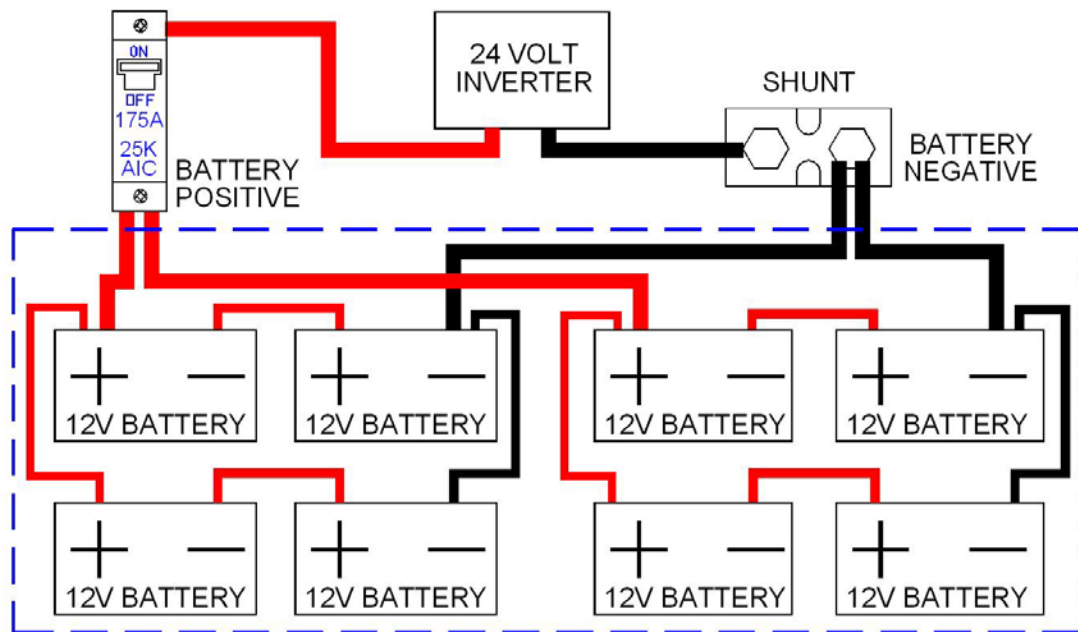 ON
OFF
175A
25K
AIC
BATTERY
POSITIVE
24 VOLT
INVERTER
SHUNT
BATTERY
NEGATIVE
+ −
12V BATTERY
+ −
12V BATTERY
+ −
12V BATTERY
+ −
12V BATTERY
+ −
12V BATTERY
+ −
12V BATTERY
+ −
12V BATTERY
+ −
12V BATTERY